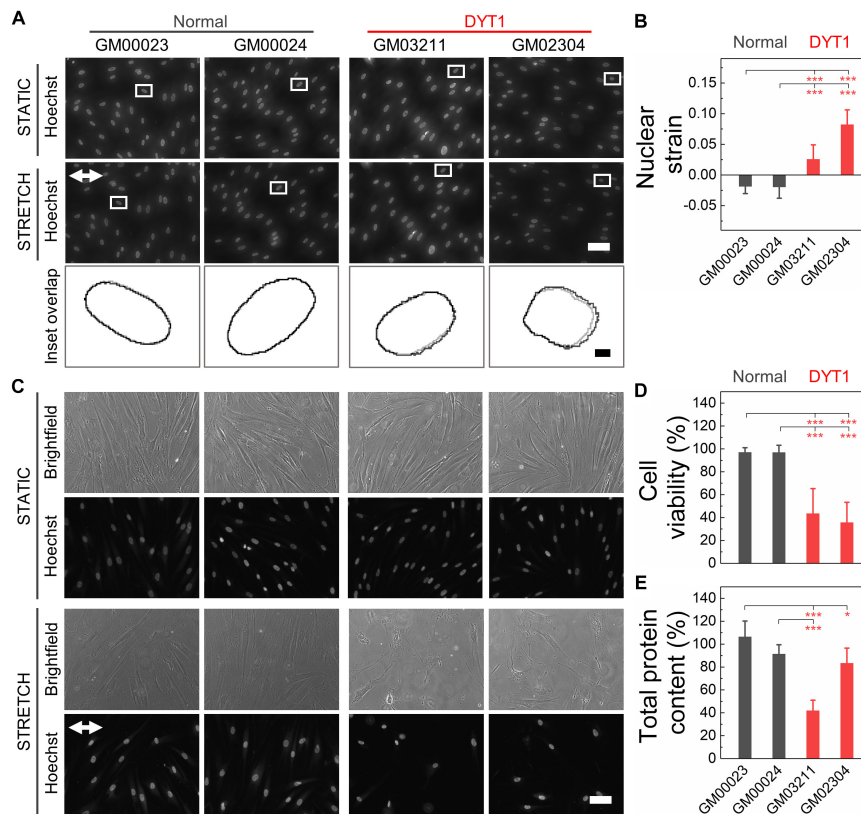 A
Normal
DYT1
GM00023
GM00024
GM03211
GM02304
STATIC
Hoechst
STRETCH
Hoechst
Inset overlap
B
Normal
DYT1
***
***
***
***
0.15
0.10
0.05
0.00
-0.05
Nuclear
strain
GM00023
GM00024
GM03211
GM02304
C
STATIC
Brightfield
Hoechst
STRETCH
Brightfield
Hoechst
D
Normal
DYT1
***
***
***
***
140
120
100
80
60
40
20
0
Cell
viability (%)
E
***
*
***
140
120
100
80
60
40
20
0
Total protein
content (%)
GM00023
GM00024
GM03211
GM02304